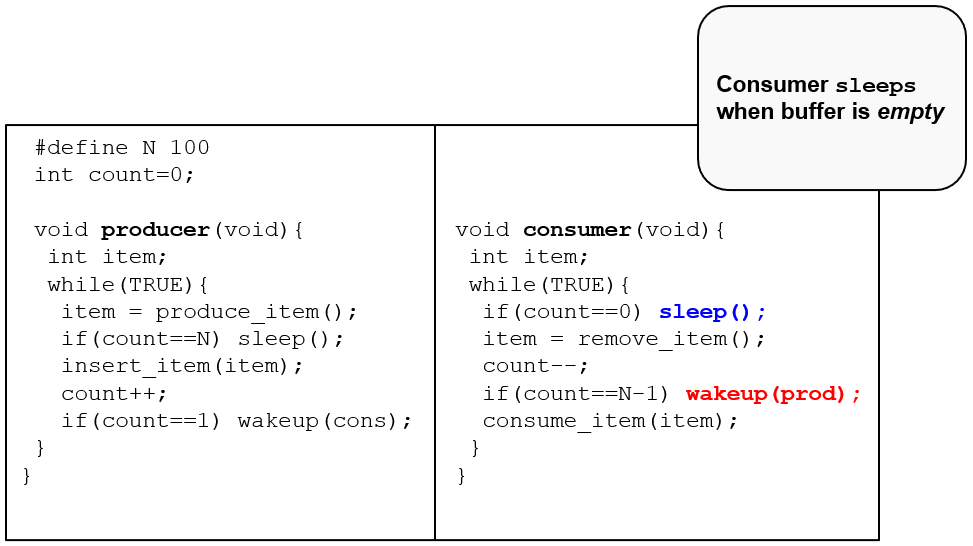 Consumer sleeps
when buffer is empty
#define N 100
int count=0;
void producer(void){
int item;
while(TRUE){
item = produce_item();
if(count==N) sleep();
insert_item(item);
count++;
if(count==1) wakeup(cons);
}
}
void consumer(void){
int item;
while(TRUE){
if(count==0) sleep();
item = remove_item();
count--;
if(count==N-1) wakeup(prod);
consume_item(item);
}
}